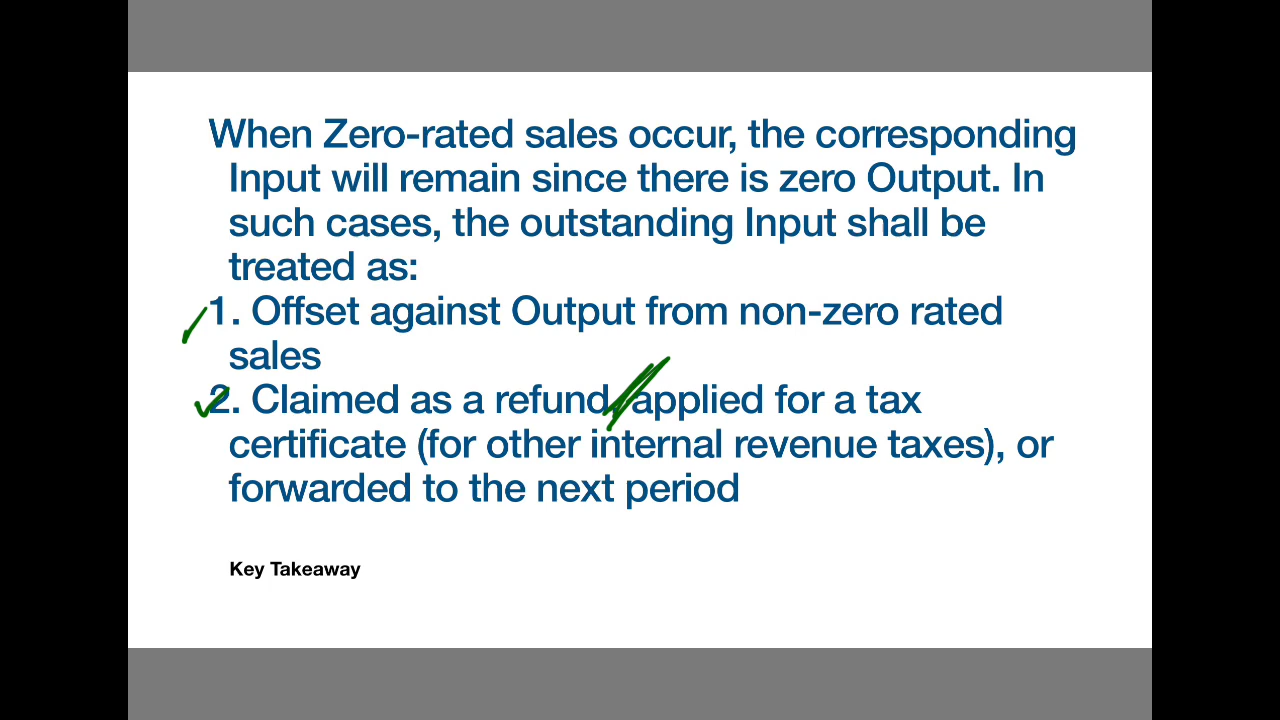 When Zero-rated sales occur, the corresponding
Input will remain since there is zero Output. In
such cases, the outstanding Input shall be
treated as:
1. Offset against Output from non-zero rated
sales
2. Claimed as a refund, applied for a tax
certificate (for other internal revenue taxes), or
forwarded to the next period
Key Takeaway